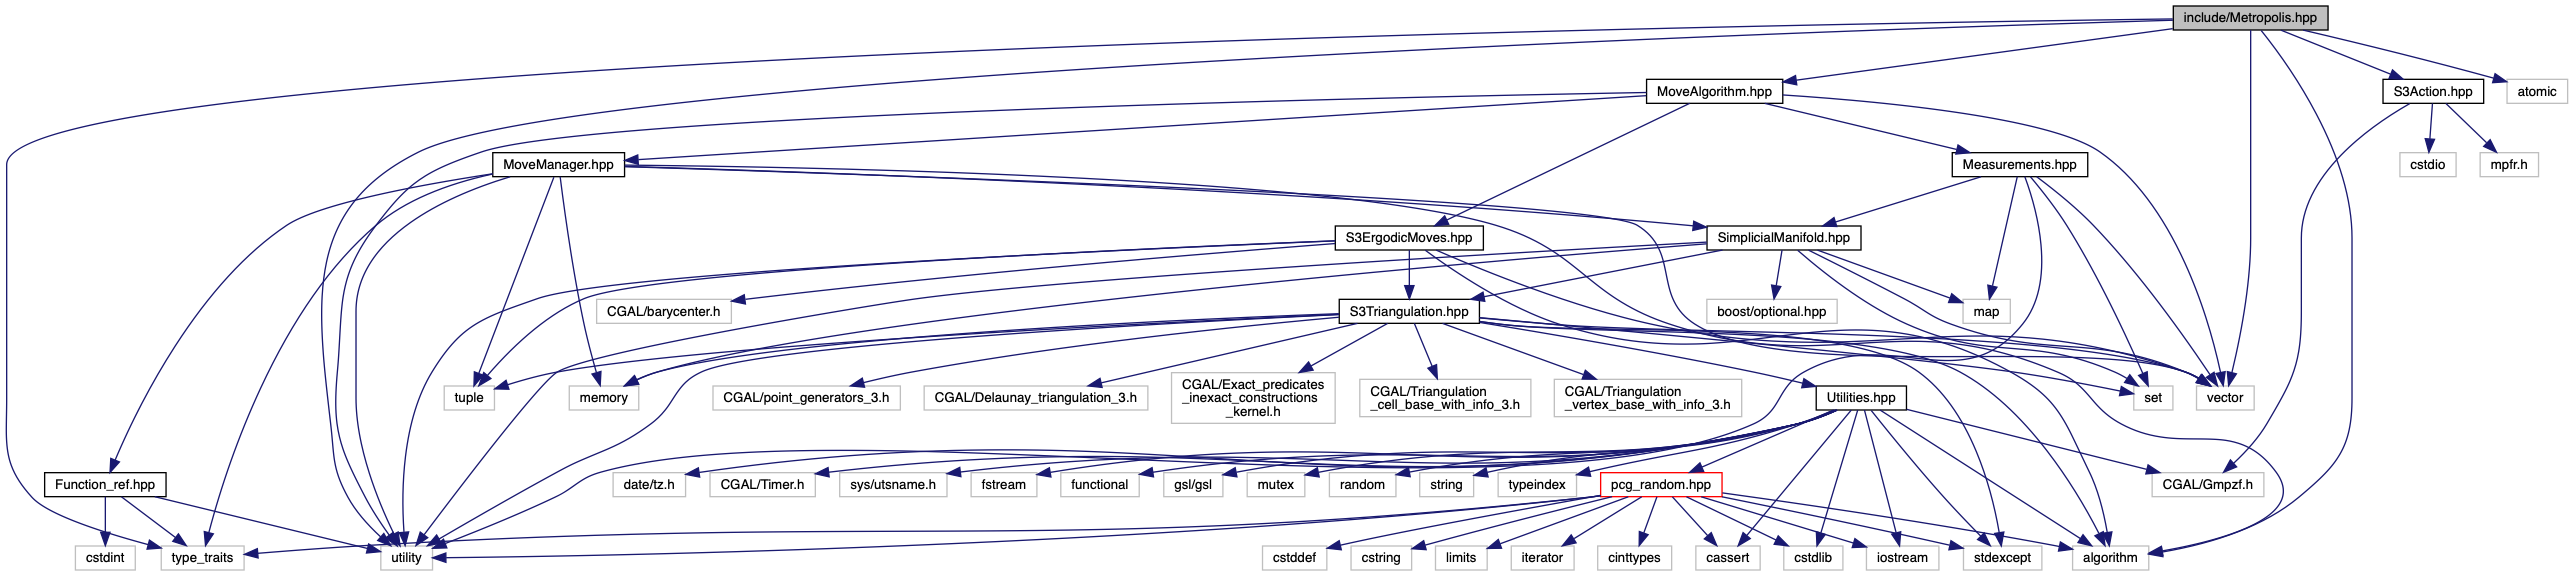 include/Metropolis.hpp
MoveAlgorithm.hpp
S3Action.hpp
atomic
MoveManager.hpp
Measurements.hpp
cstdio
mpfr.h
S3ErgodicMoves.hpp
SimplicialManifold.hpp
CGAL/barycenter.h
S3Triangulation.hpp
boost/optional.hpp
map
tuple
memory
CGAL/point_generators_3.h
CGAL/Delaunay_triangulation_3.h
CGAL/Exact_predicates
_inexact_constructions
_kernel.h
CGAL/Triangulation
_cell_base_with_info_3.h
CGAL/Triangulation
_vertex_base_with_info_3.h
Utilities.hpp
set
vector
Function_ref.hpp
date/tz.h
CGAL/Timer.h
sys/utsname.h
fstream
functional
gsl/gsl
mutex
random
string
typeindex
pcg_random.hpp
CGAL/Gmpzf.h
cstdint
type_traits
utility
cstddef
cstring
limits
iterator
cinttypes
cassert
cstdlib
iostream
stdexcept
algorithm